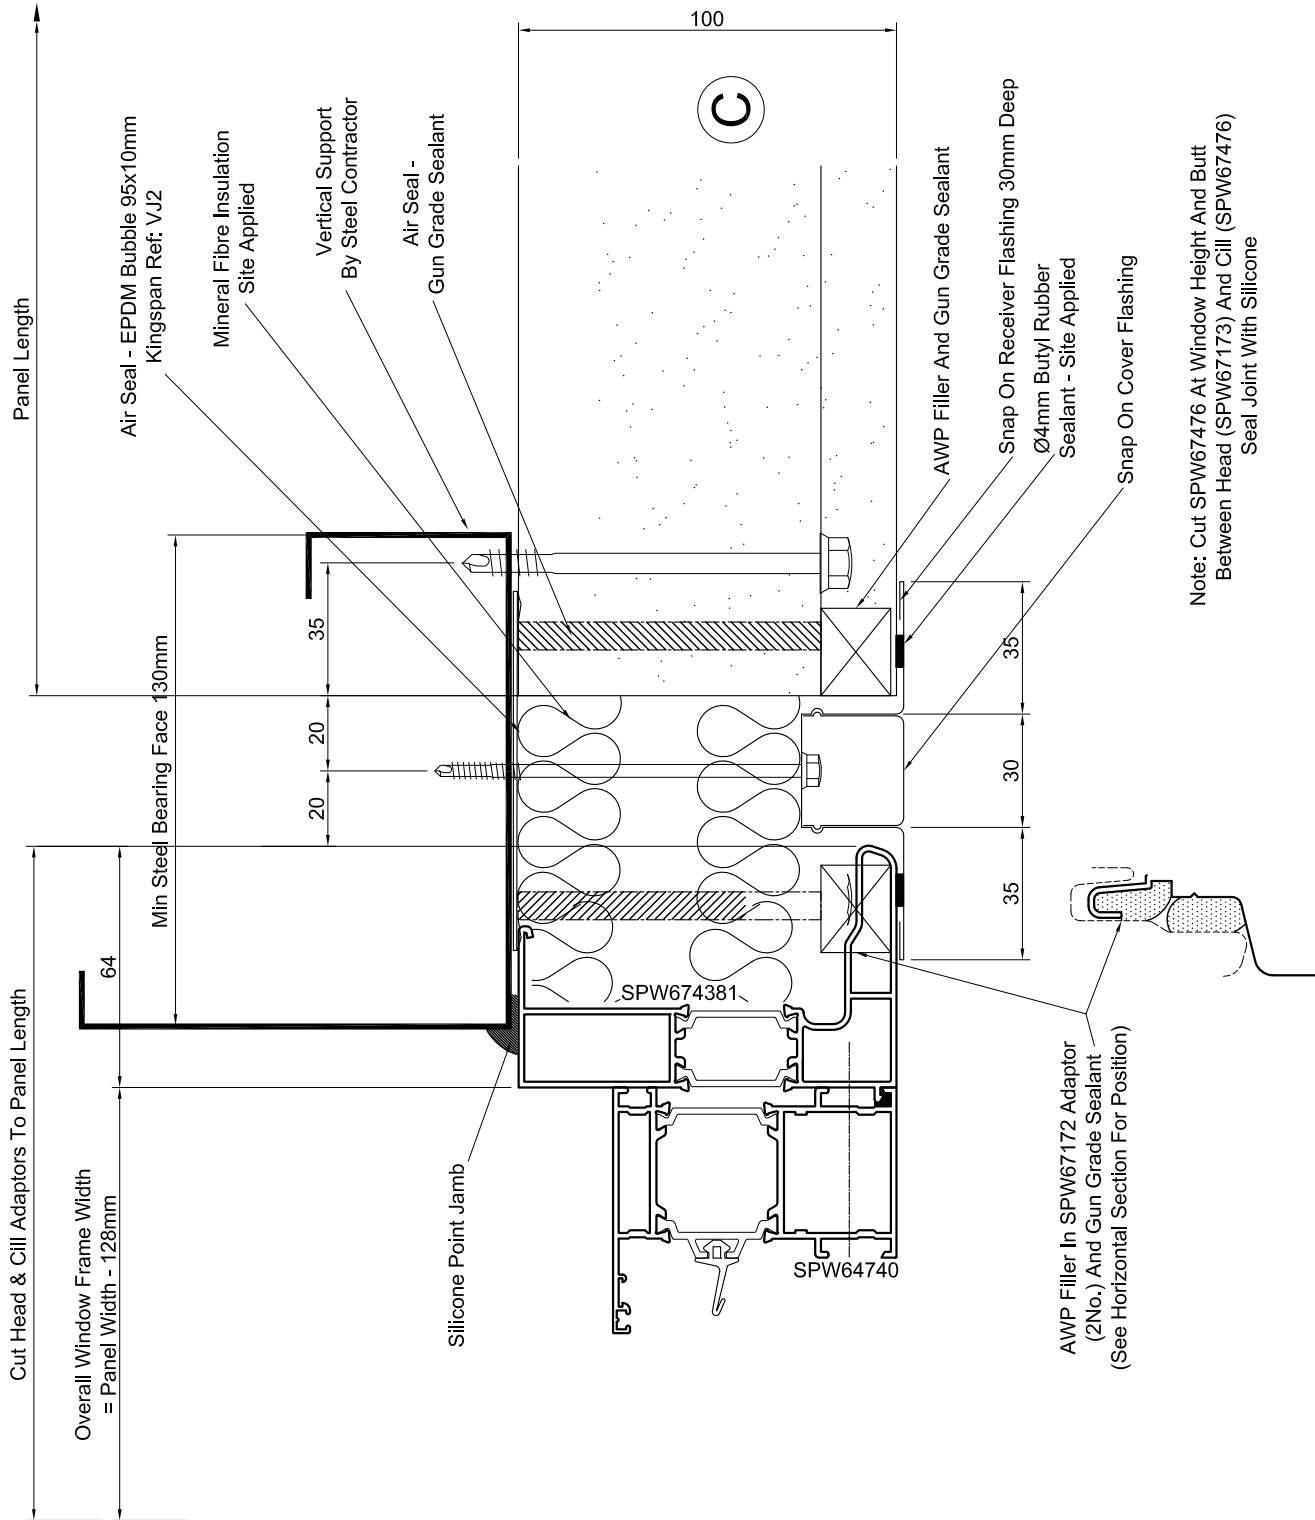 Panel Length
Air Seal - EPDM Bubble 95x10mm
Kingspan Ref: VJ2
Mineral Fibre Insulation
Site Applied
Vertical Support
By Steel Contractor
Air Seal -
Gun Grade Sealant
100
C
AWP Filler And Gun Grade Sealant
Snap On Receiver Flashing 30mm Deep
Ø4mm Butyl Rubber
Sealant - Site Applied
Snap On Cover Flashing
Note: Cut SPW67476 At Window Height And Butt
Between Head (SPW67173) And Cill (SPW67476)
Seal Joint With Silicone
Min Steel Bearing Face 130mm
35
20
20
64
35
30
35
Cut Head & Cill Adaptors To Panel Length
Overall Window Frame Width
= Panel Width - 128mm
Silicone Point Jamb
SPW674381
SPW64740
AWP Filler In SPW67172 Adaptor
(2No.) And Gun Grade Sealant
(See Horizontal Section For Position)